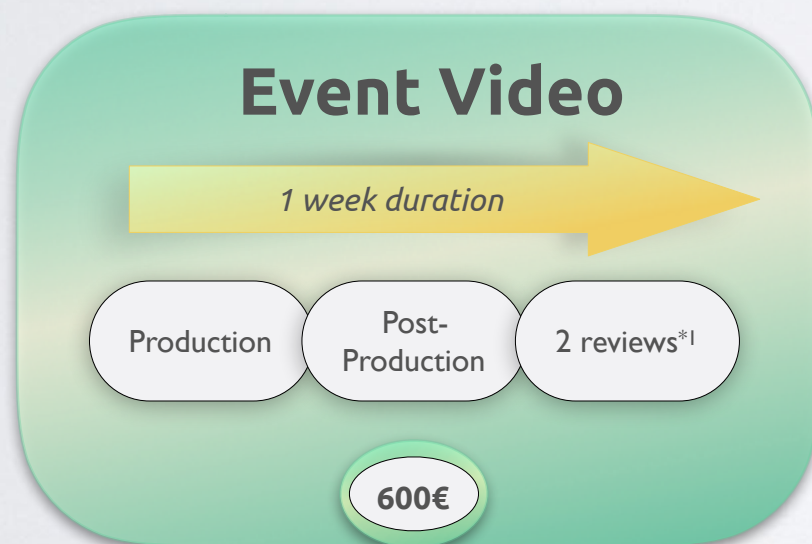 Event Video
1 week duration
Production
Post-
Production
2 reviews*1
600€